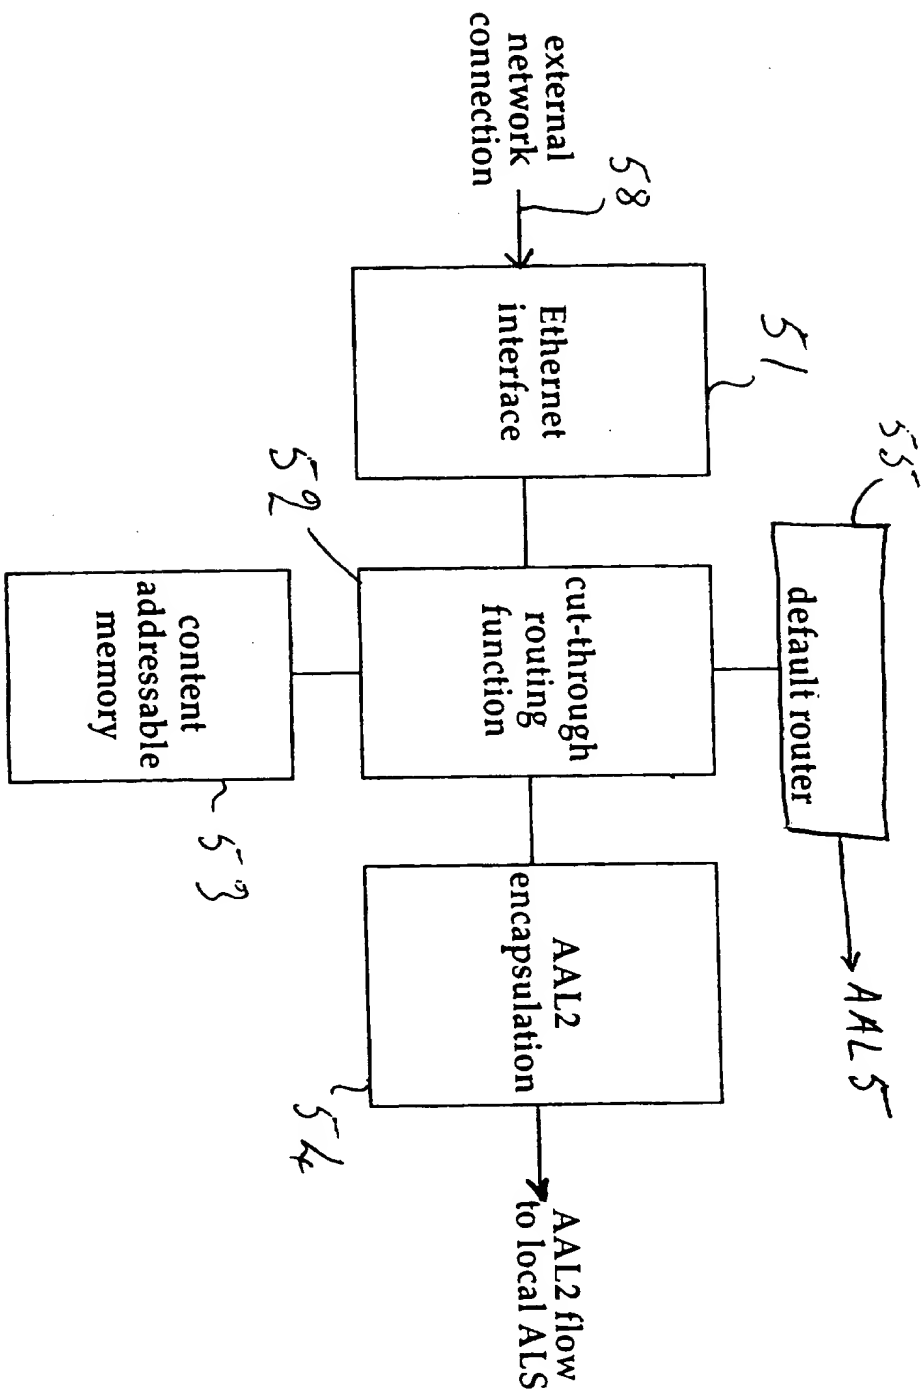 55
default router
AAL5
51
58
external
network
connection
Ethernet
interface
cut-through
routing
function
AAL2
encapsulation
AAL2 flow
to local ALS
52
54
content
addressable
memory
53